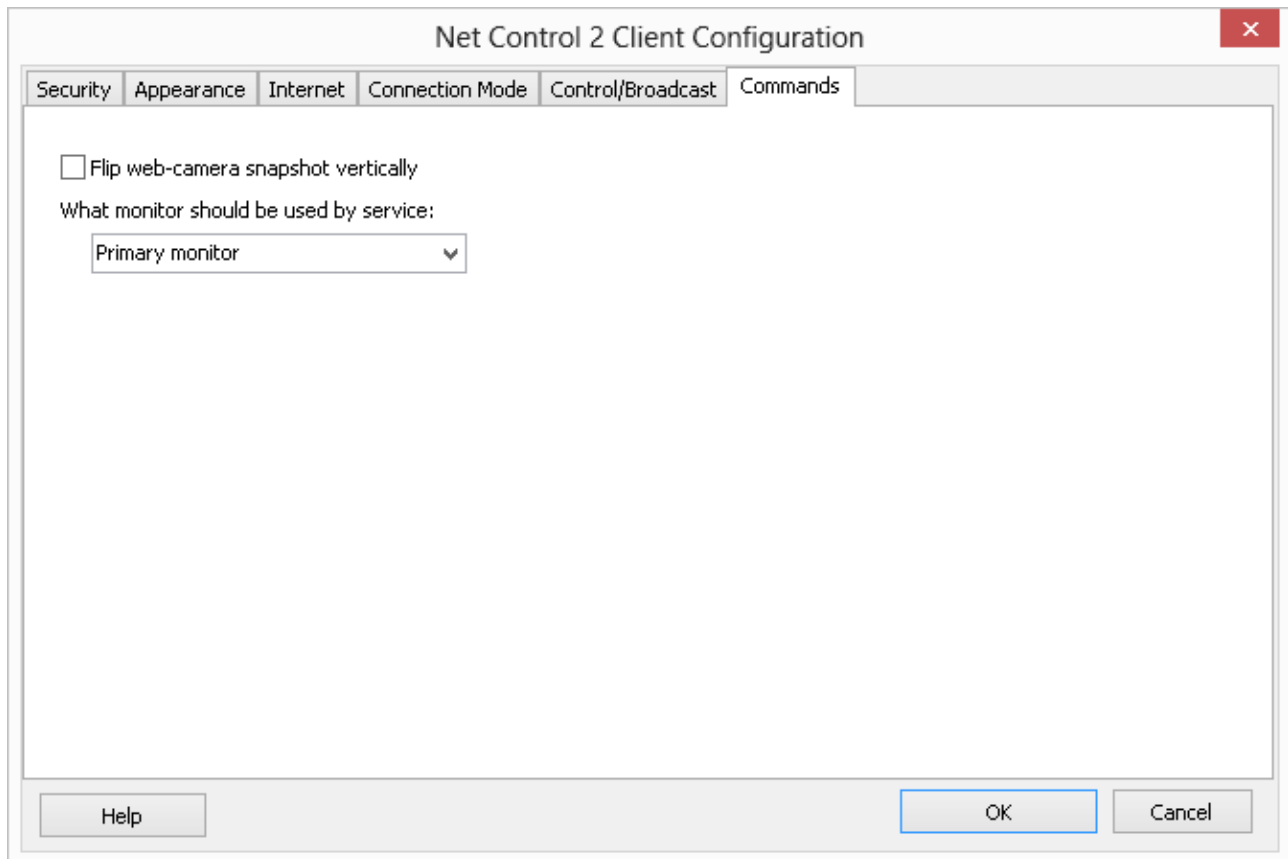 Net Control 2 Client Configuration
Security Appearance Internet Connection Mode Control/Broadcast Commands
Flip web-camera snapshot vertically
What monitor should be used by service:
Primary monitor
Help OK Cancel